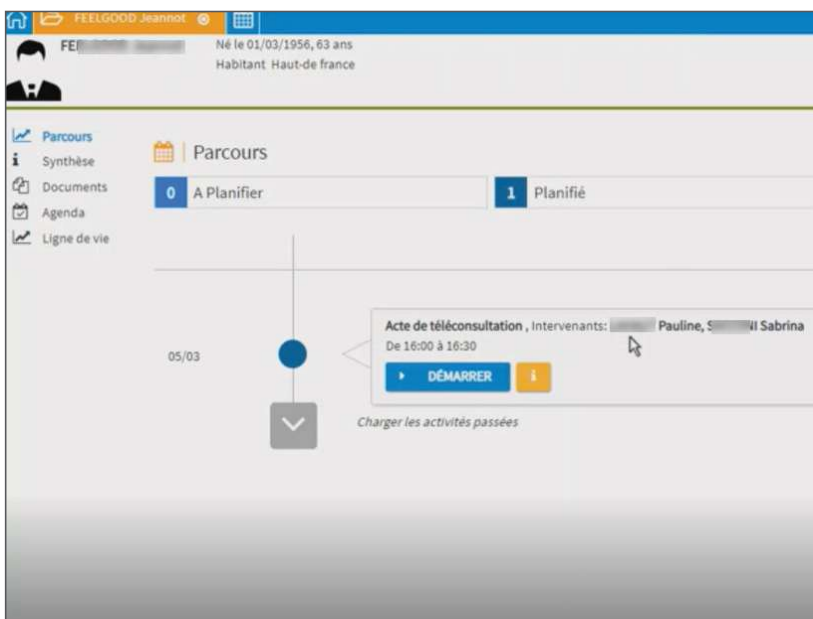 FEELGOOD Jeannot
FE
Né le 01/03/1956, 63 ans
Habitant Haut-de france
Parcours
Synthèse
Documents
Agenda
Ligne de vie
Parcours
0 A Planifier
1 Planifié
05/03
Acte de téléconsultation , Intervenants: Pauline, Sabrina
De 16:00 à 16:30
DÉMARRER
i
Charger les activités passées